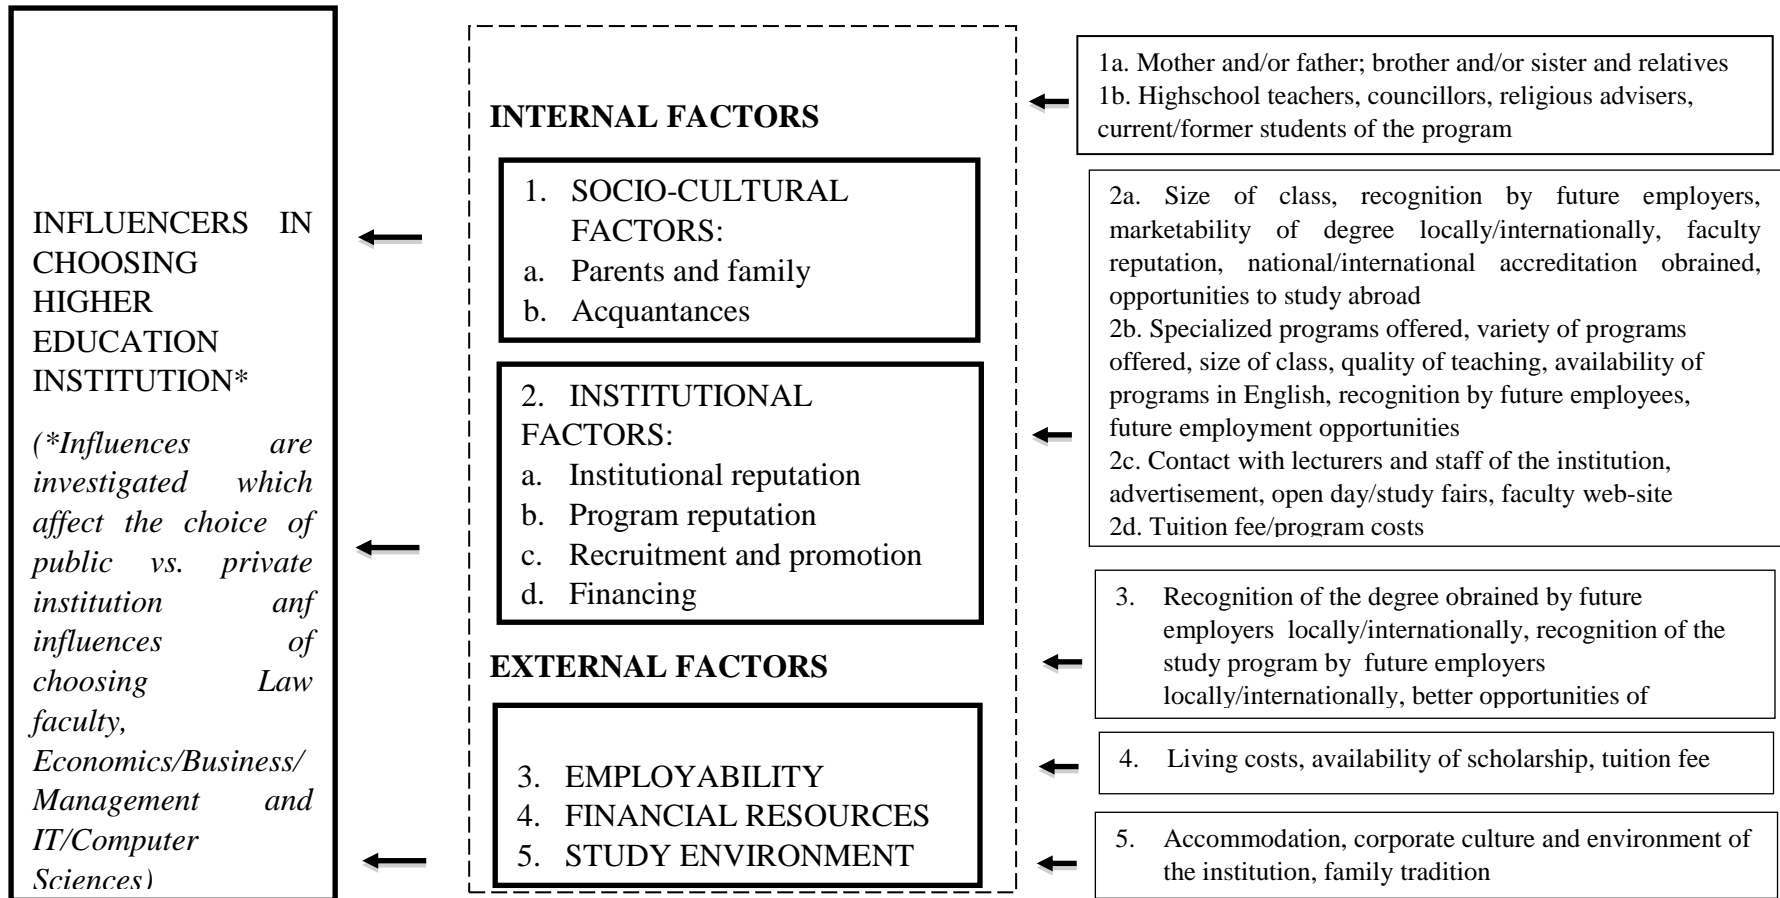 INFLUENCERS IN
CHOOSING
HIGHER
EDUCATION
INSTITUTION*
(*Influences are
investigated which
affect the choice of
public vs. private
institution anf
influences of
choosing Law
faculty,
Economics/Business/
Management and
IT/Computer
Sciences)
INTERNAL FACTORS
1. SOCIO-CULTURAL
FACTORS:
a. Parents and family
b. Acquantances
2. INSTITUTIONAL
FACTORS:
a. Institutional reputation
b. Program reputation
c. Recruitment and promotion
d. Financing
EXTERNAL FACTORS
3. EMPLOYABILITY
4. FINANCIAL RESOURCES
5. STUDY ENVIRONMENT
1a. Mother and/or father; brother and/or sister and relatives
1b. Highschool teachers, councillors, religious advisers,
current/former students of the program
2a. Size of class, recognition by future employers,
marketability of degree locally/internationally, faculty
reputation, national/international accreditation obrained,
opportunities to study abroad
2b. Specialized programs offered, variety of programs
offered, size of class, quality of teaching, availability of
programs in English, recognition by future employees,
future employment opportunities
2c. Contact with lecturers and staff of the institution,
advertisement, open day/study fairs, faculty web-site
2d. Tuition fee/program costs
3. Recognition of the degree obrained by future
employers locally/internationally, recognition of the
study program by future employers
locally/internationally, better opportunities of
4. Living costs, availability of scholarship, tuition fee
5. Accommodation, corporate culture and environment of
the institution, family tradition